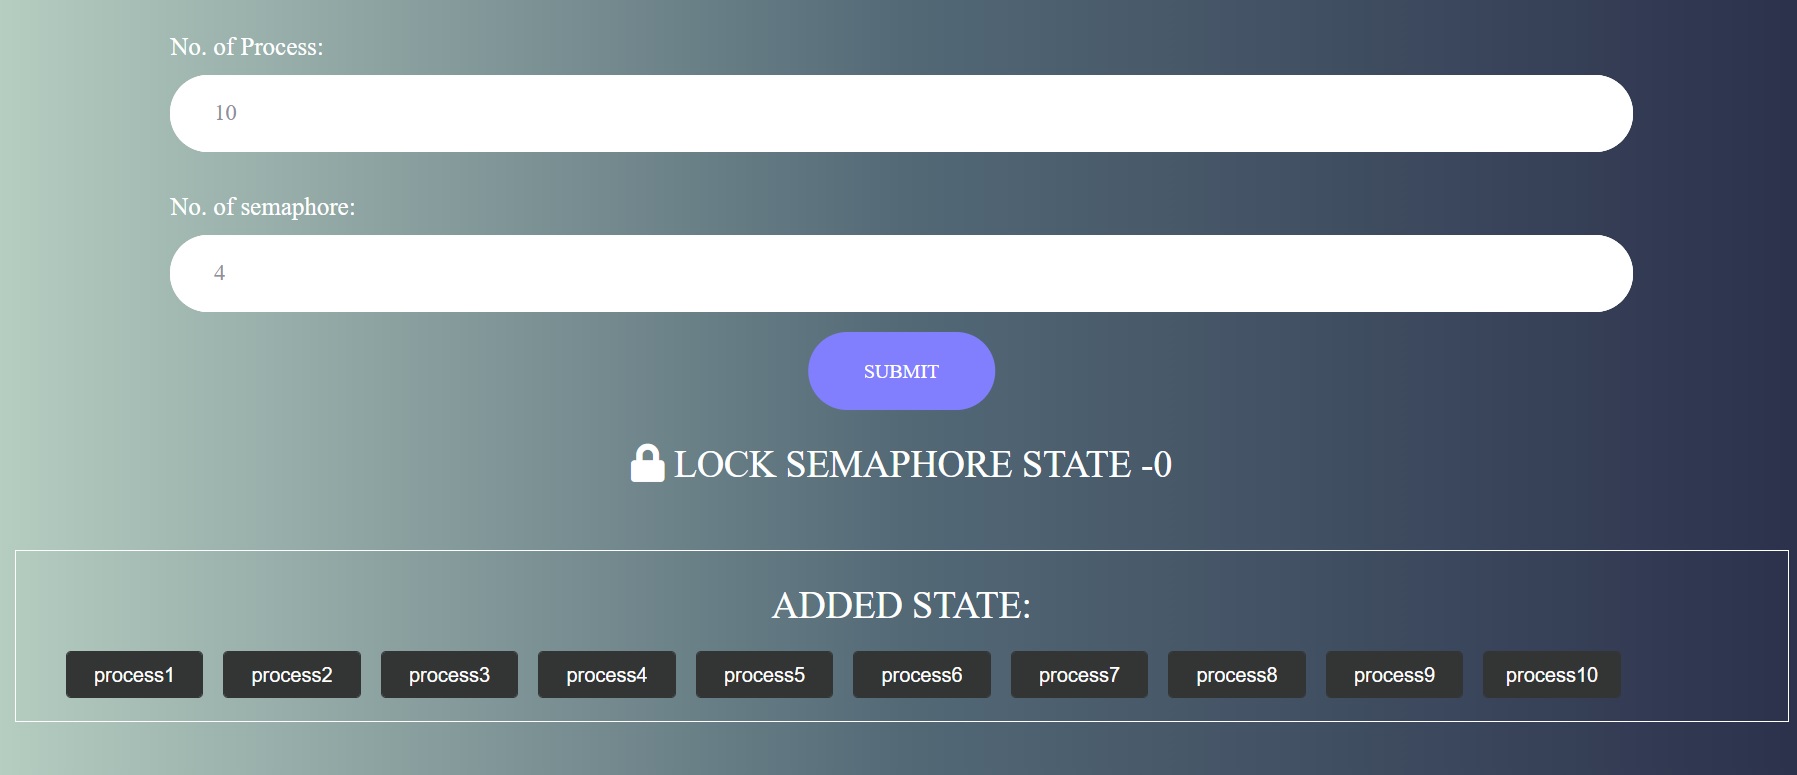 No. of Process:
10
No. of semaphore:
4
SUBMIT
LOCK SEMAPHORE STATE -0
ADDED STATE:
process1 process2 process3 process4 process5 process6 process7 process8 process9 process10